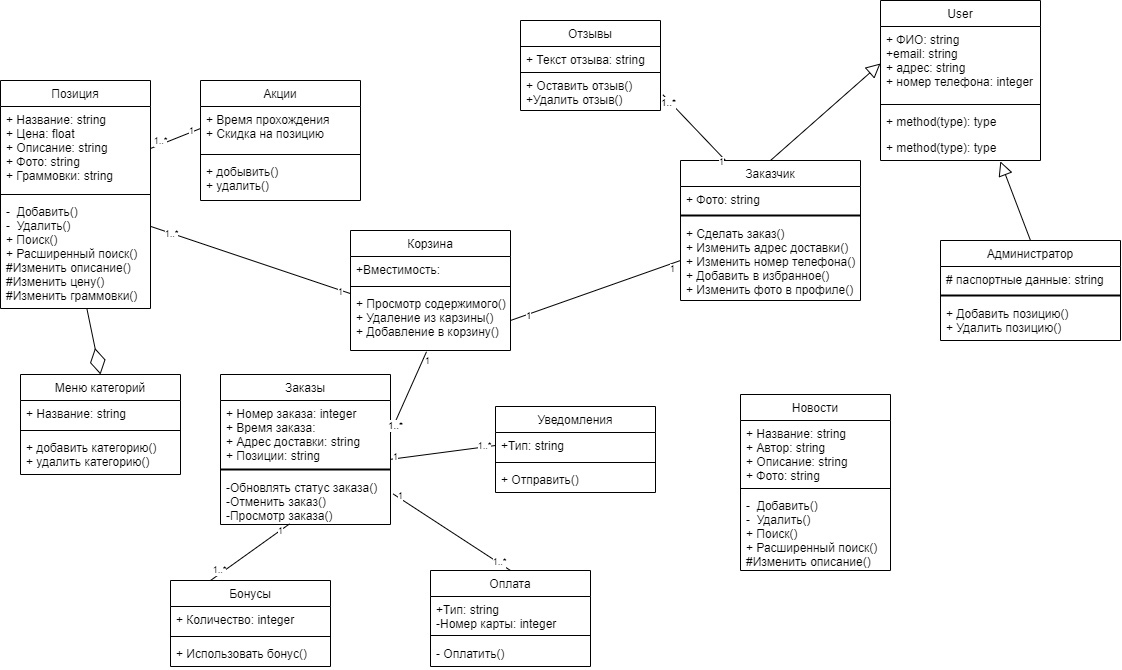 User
+ ФИО: string
+email: string
+ адрес: string
+ номер телефона: integer
+ method(type): type
+ method(type): type
Отзывы
+ Текст отзыва: string
+ Оставить отзыв()
+Удалить отзыв()
1..*
1
Позиция
+ Название: string
+ Цена: float
+ Описание: string
+ Фото: string
+ Граммовки: string
- Добавить()
- Удалить()
+ Поиск()
+ Расширенный поиск()
#Изменить описание()
#Изменить цену()
#Изменить граммовки()
1..*
1
Акции
+ Время прохождения
+ Скидка на позицию
+ добывить()
+ удалить()
1..*
1
Заказчик
+ Фото: string
+ Сделать заказ()
+ Изменить адрес доставки()
+ Изменить номер телефона()
+ Добавить в избранное()
+ Изменить фото в профиле()
1
1
Корзина
+Вместимость:
+ Просмотр содержимого()
+ Удаление из карзины()
+ Добавление в корзину()
1
1..*
Администратор
# паспортные данные: string
+ Добавить позицию()
+ Удалить позицию()
Меню категорий
+ Название: string
+ добавить категорию()
+ удалить категорию()
Заказы
+ Номер заказа: integer
+ Время заказа:
+ Адрес доставки: string
+ Позиции: string
-Обновлять статус заказа()
-Отменить заказ()
-Просмотр заказа()
1
1..*
Уведомления
+Тип: string
+ Отправить()
Новости
+ Название: string
+ Автор: string
+ Описание: string
+ Фото: string
- Добавить()
- Удалить()
+ Поиск()
+ Расширенный поиск()
#Изменить описание()
1
1..*
1
1..*
Бонусы
+ Количество: integer
+ Использовать бонус()
Оплата
+Тип: string
-Номер карты: integer
- Оплатить()